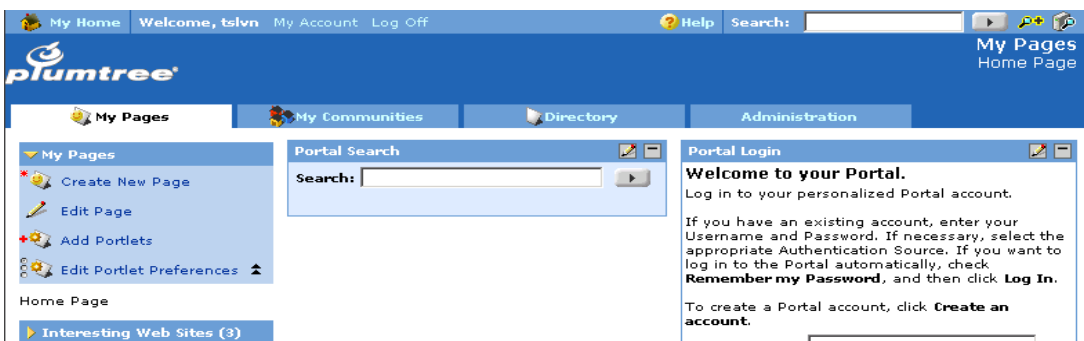 My Home Welcome, tslvn My Account Log Off Help Search:
plumtree
My Pages
Home Page
My Pages My Communities Directory Administration
My Pages
Create New Page
Edit Page
Add Portlets
Edit Portlet Preferences
Home Page
Interesting Web Sites (3)
Portal Search
Search:
Portal Login
Welcome to your Portal.
Log in to your personalized Portal account.
If you have an existing account, enter your
Username and Password. If necessary, select the
appropriate Authentication Source. If you want to
log in to the Portal automatically, check
Remember my Password, and then click Log In.
To create a Portal account, click Create an
account.